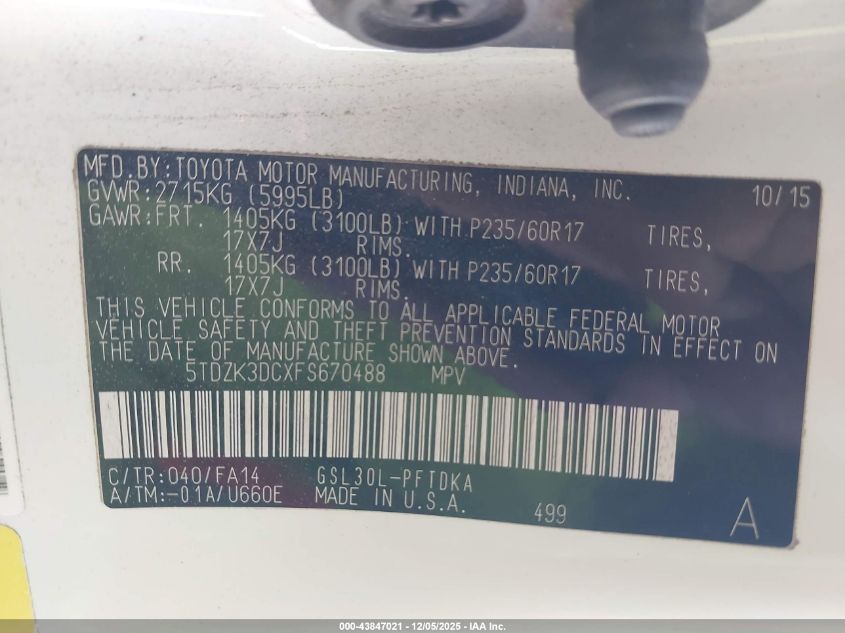 MFD.BY:TOYOTA MOTOR MANUFACTURING, INDIANA, INC. 10/15
GVWR:2715KG (5995LB)
GAWR:FRT. 1405KG (3100LB) WITH P235/60R17 TIRES,
17X7J RIMS.
RR. 1405KG (3100LB) WITH P235/60R17 TIRES,
17X7J RIMS.
THIS VEHICLE CONFORMS TO ALL APPLICABLE FEDERAL MOTOR
VEHICLE SAFETY AND THEFT PREVENTION STANDARDS IN EFFECT ON
THE DATE OF MANUFACTURE SHOWN ABOVE.
5TDZK3DCXFS670488 MPV
C/TR:040/FA14 GSL30L-PFTDKA
A/TM:-01A/U660E MADE IN U.S.A. 499 A
000-43847021 - 12/05/2025 - IAA Inc.